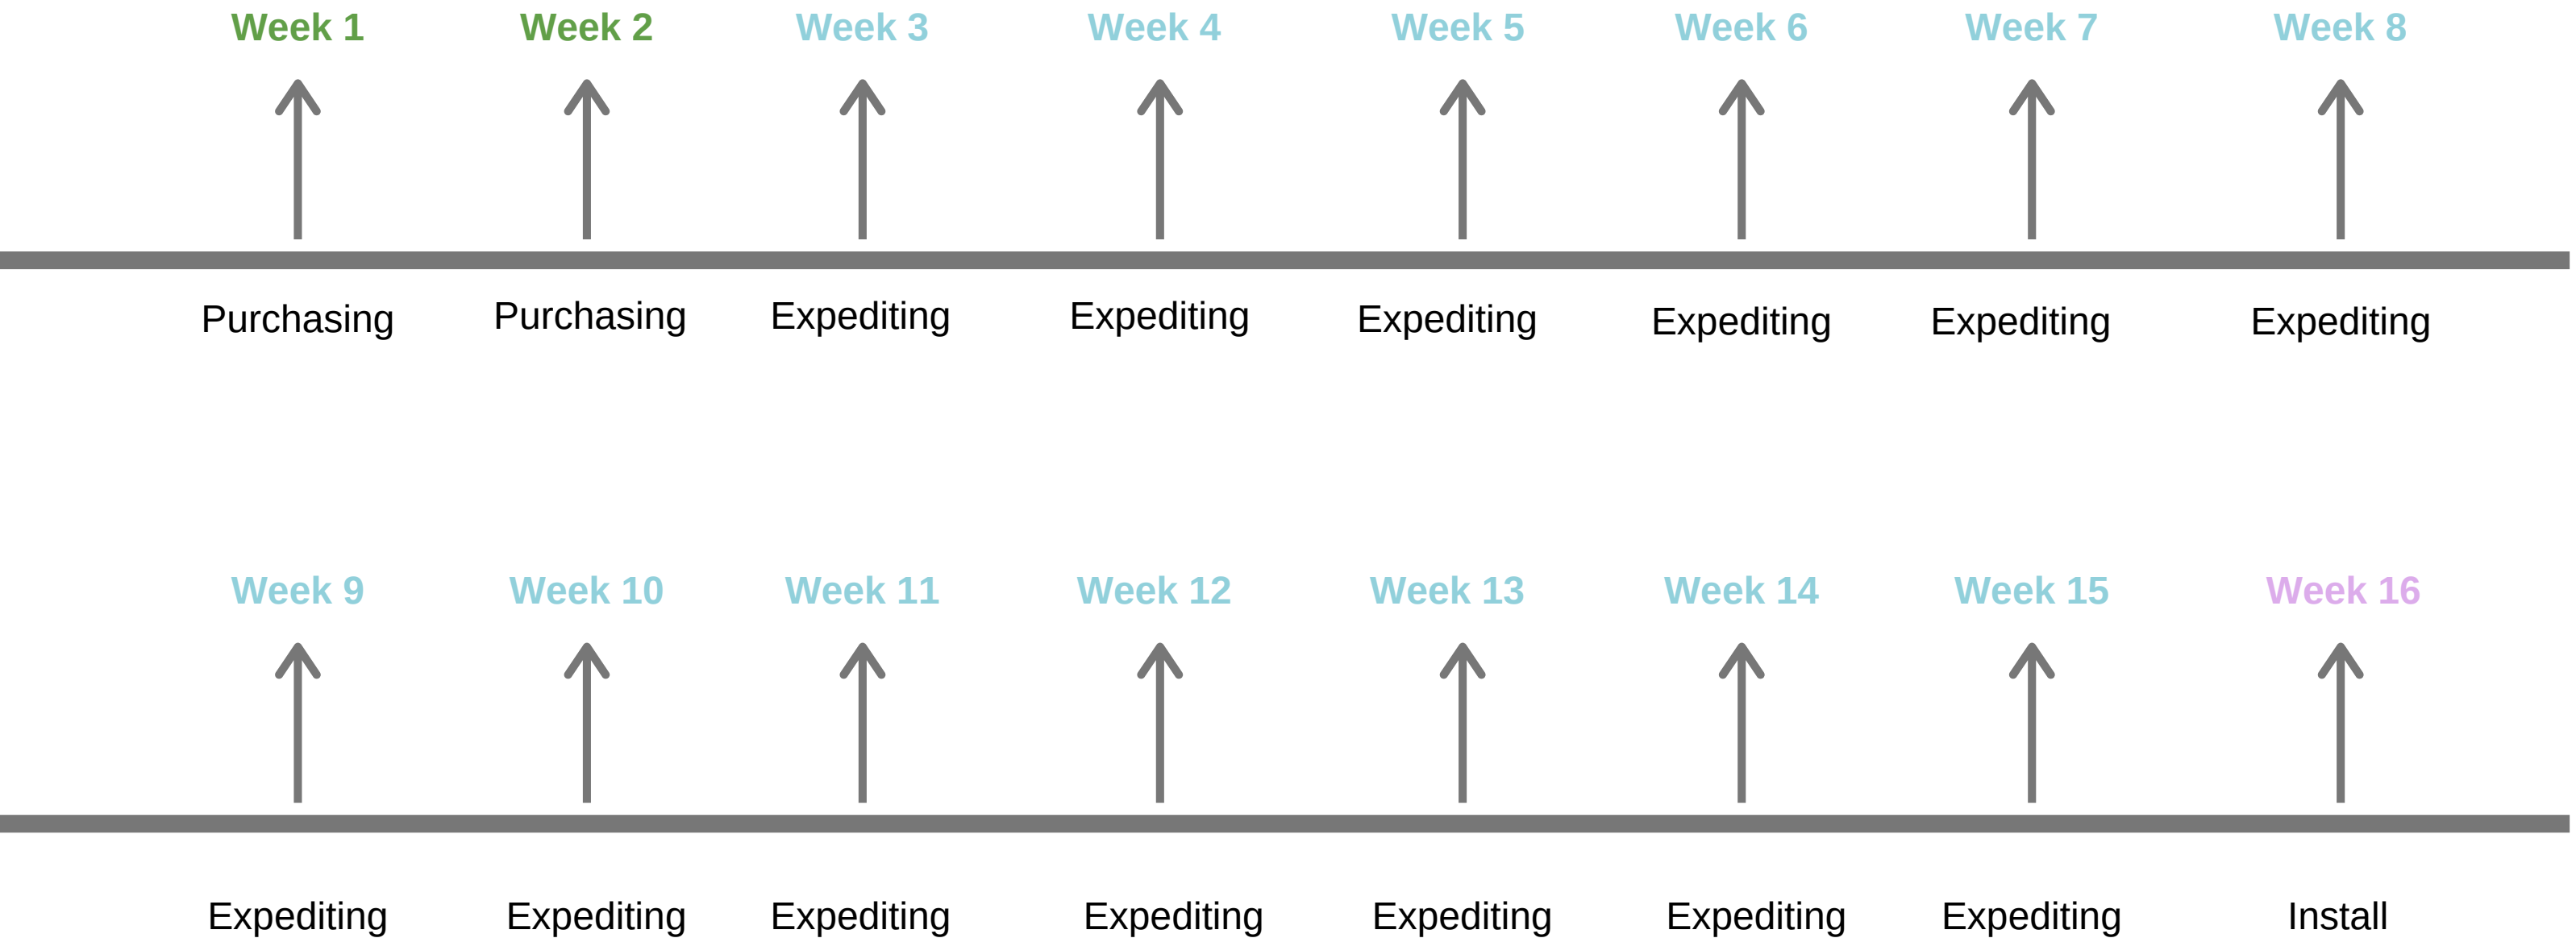 Week 1 Week 2 Week 3 Week 4 Week 5 Week 6 Week 7 Week 8
Purchasing Purchasing Expediting Expediting Expediting Expediting Expediting Expediting
Week 9 Week 10 Week 11 Week 12 Week 13 Week 14 Week 15 Week 16
Expediting Expediting Expediting Expediting Expediting Expediting Expediting Install